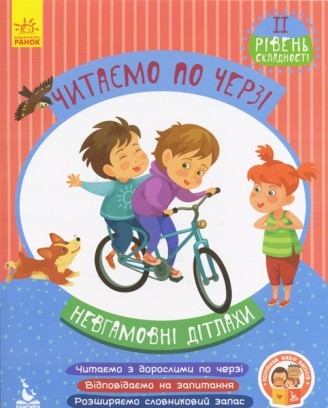 ВИДАВНИЦТВО
РАНОК
II
РІВЕНЬ
СКЛАДНОСТІ
ЧИТАЄМО ПО ЧЕРЗІ
НЕВГАМОВНІ ДІТЛАХИ
Читаємо з дорослими по черзі
Відповідаємо на запитання
Розширюємо словниковий запас